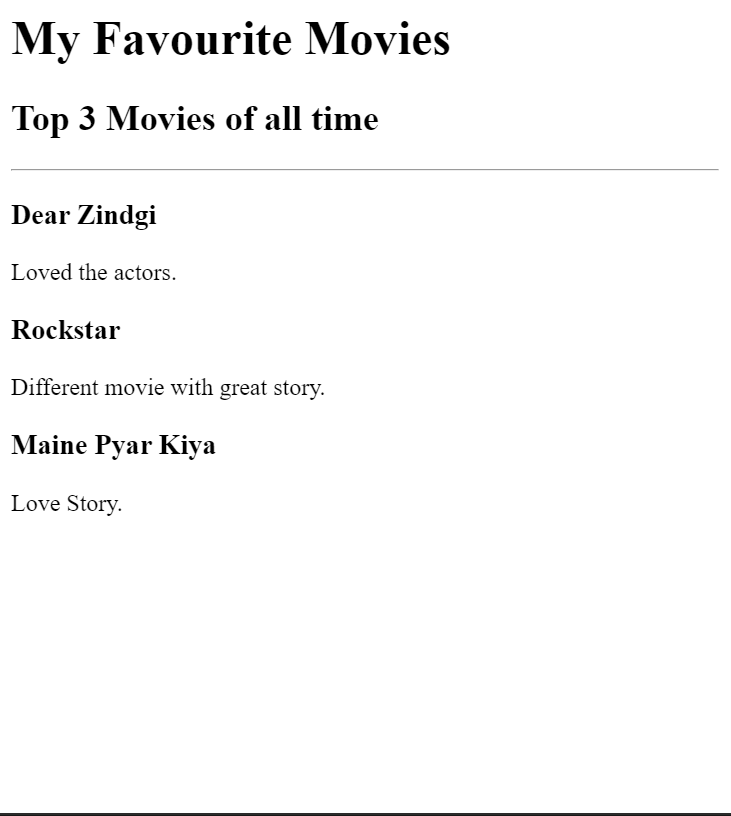 My Favourite Movies
Top 3 Movies of all time
Dear Zindgi
Loved the actors.
Rockstar
Different movie with great story.
Maine Pyar Kiya
Love Story.